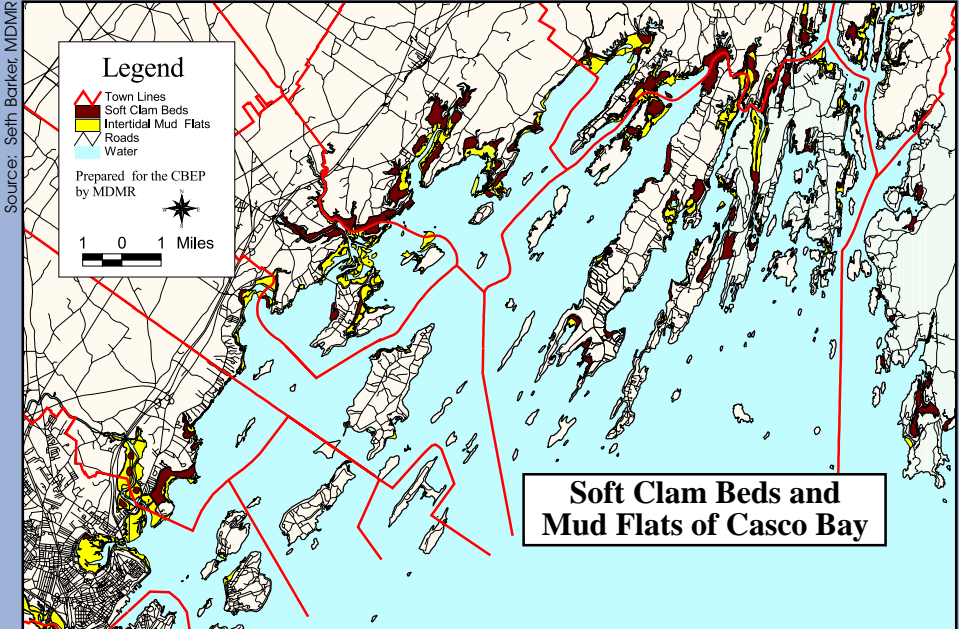 Source: Seth Barker, MDMR
Legend
Town Lines
Soft Clam Beds
Intertidal Mud Flats
Roads
Water
Prepared for the CBEP
by MDMR
N
W E
S
1 0 1 Miles
Soft Clam Beds and
Mud Flats of Casco Bay